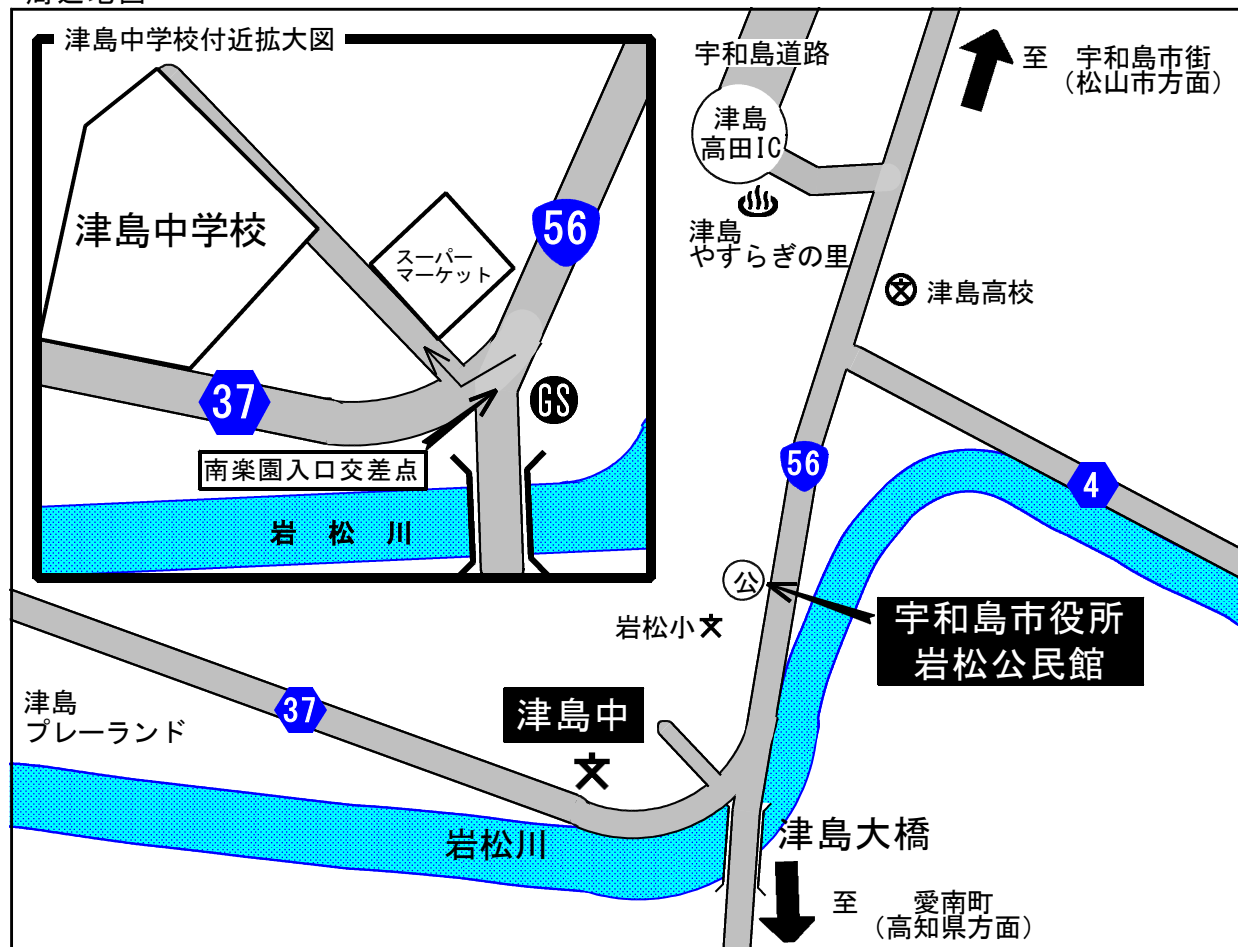 津島中学校付近拡大図
津島中学校
スーパー
マーケット
56
37
GS
南楽園入口交差点
岩松川
宇和島道路
津島
高田IC
至 宇和島市街
(松山市方面)
津島
やすらぎの里
津島高校
56
4
公
宇和島市役所
岩松公民館
岩松小
津島中
37
津島
プレーランド
岩松川
津島大橋
至 愛南町
(高知県方面)